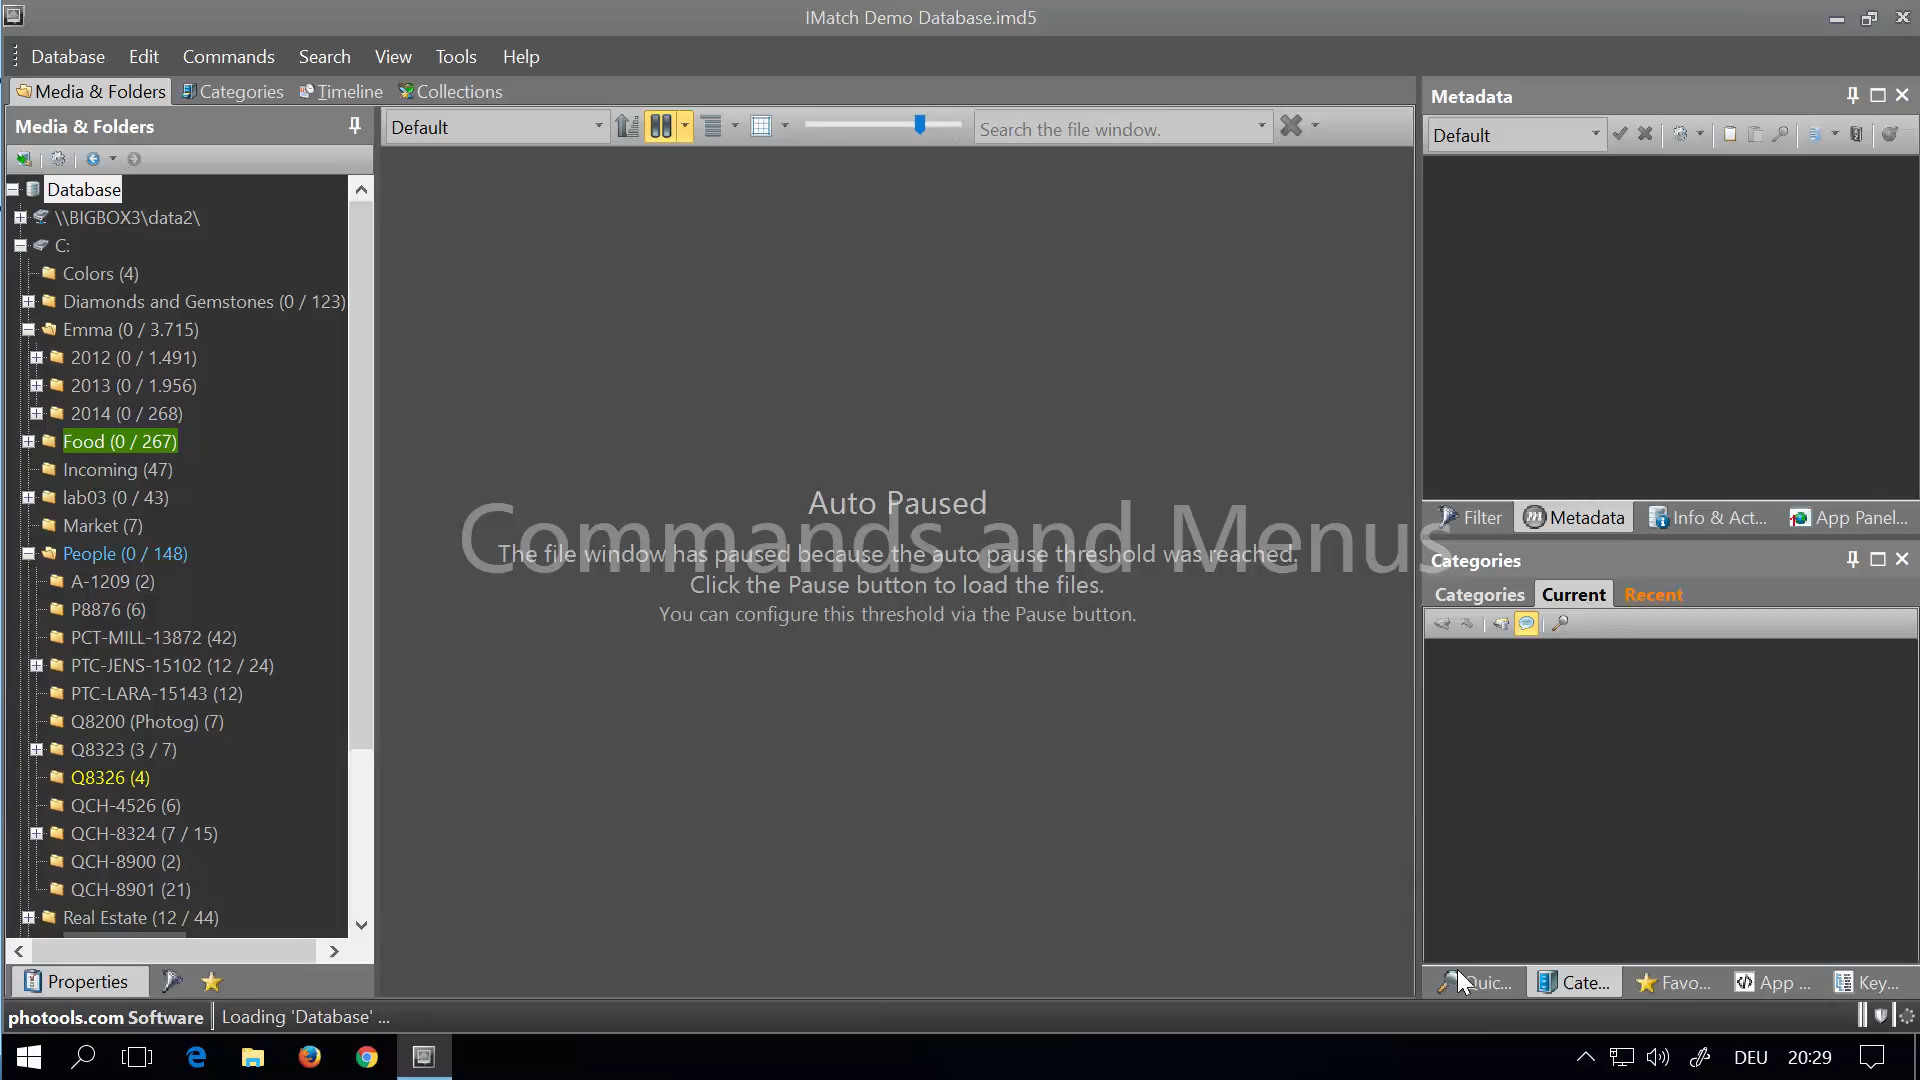 IMatch Demo Database.imd5
Database Edit Commands Search View Tools Help
Media & Folders Categories Timeline Collections
Media & Folders
Default
Search the file window.
Database
\\BIGBOX3\data2\
C:
Colors (4)
Diamonds and Gemstones (0 / 123)
Emma (0 / 3.715)
2012 (0 / 1.491)
2013 (0 / 1.956)
2014 (0 / 268)
Food (0 / 267)
Incoming (47)
lab03 (0 / 43)
Market (7)
People (0 / 148)
A-1209 (2)
P8876 (6)
PCT-MILL-13872 (42)
PTC-JENS-15102 (12 / 24)
PTC-LARA-15143 (12)
Q8200 (Photog) (7)
Q8323 (3 / 7)
Q8326 (4)
QCH-4526 (6)
QCH-8324 (7 / 15)
QCH-8900 (2)
QCH-8901 (21)
Real Estate (12 / 44)
Properties
Auto Paused
Commands and Menus
The file window has paused because the auto pause threshold was reached.
Click the Pause button to load the files.
You can configure this threshold via the Pause button.
Metadata
Default
Filter Metadata Info & Act... App Panel...
Categories
Categories Current Recent
Quic... Cate... Favo... App ... Key...
photools.com Software Loading 'Database' ...
DEU 20:29